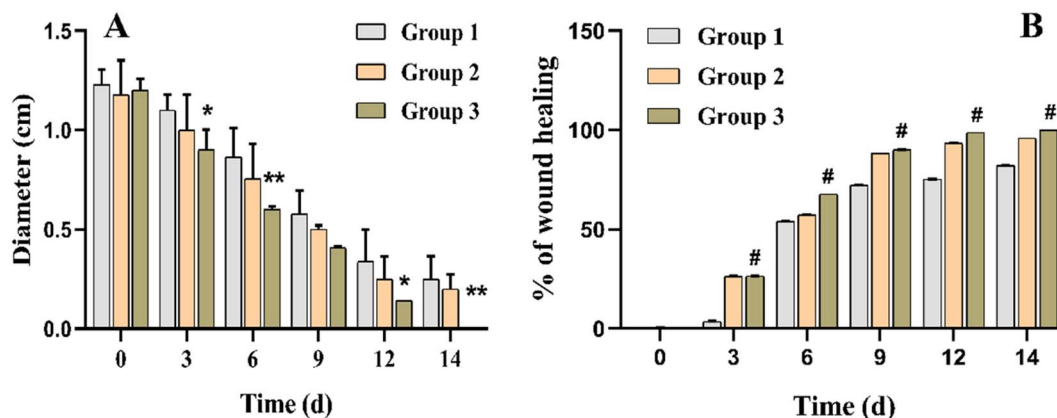 A
Group 1
Group 2
Group 3
1.5
1.0
0.5
0.0
Diameter (cm)
*
**
*
**
0 3 6 9 12 14
Time (d)
B
Group 1
Group 2
Group 3
150
100
50
0
% of wound healing
# # # # #
0 3 6 9 12 14
Time (d)